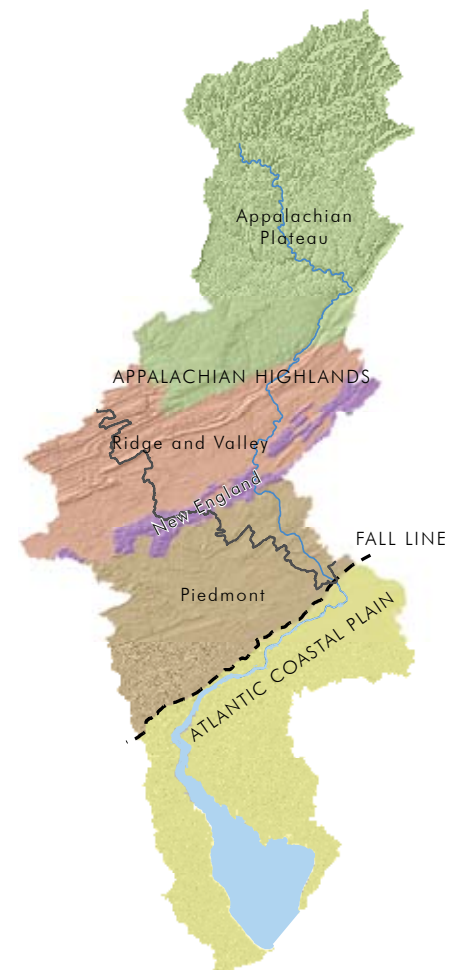 Appalachian
Plateau
APPALACHIAN HIGHLANDS
Ridge and Valley
New England
FALL LINE
Piedmont
ATLANTIC COASTAL PLAIN